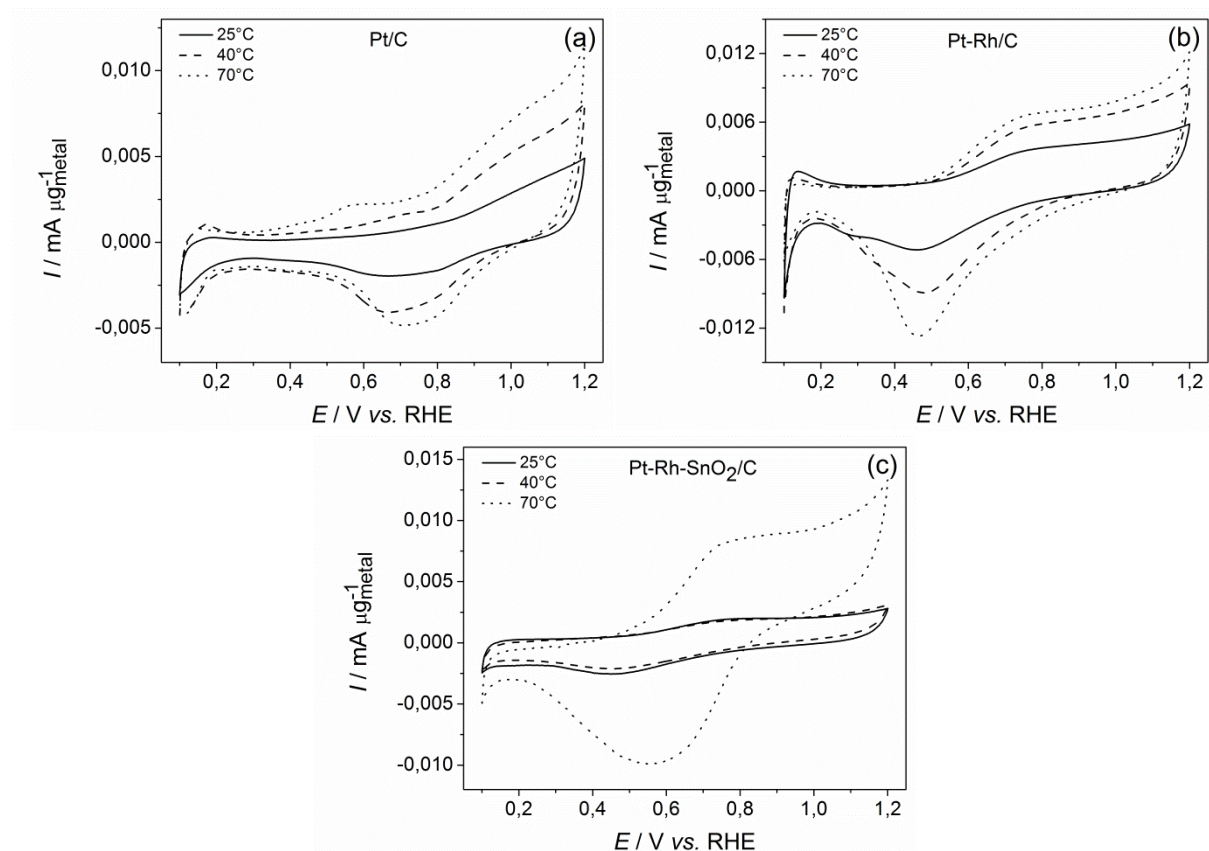 Pt/C
(a)
25°C
40°C
70°C
0,010
0,005
0,000
-0,005
I / mA µg⁻¹metal
0,2 0,4 0,6 0,8 1,0 1,2
E / V vs. RHE
Pt-Rh/C
(b)
25°C
40°C
70°C
0,012
0,006
0,000
-0,006
-0,012
I / mA µg⁻¹metal
0,2 0,4 0,6 0,8 1,0 1,2
E / V vs. RHE
Pt-Rh-SnO₂/C
(c)
25°C
40°C
70°C
0,015
0,010
0,005
0,000
-0,005
-0,010
I / mA µg⁻¹metal
0,2 0,4 0,6 0,8 1,0 1,2
E / V vs. RHE